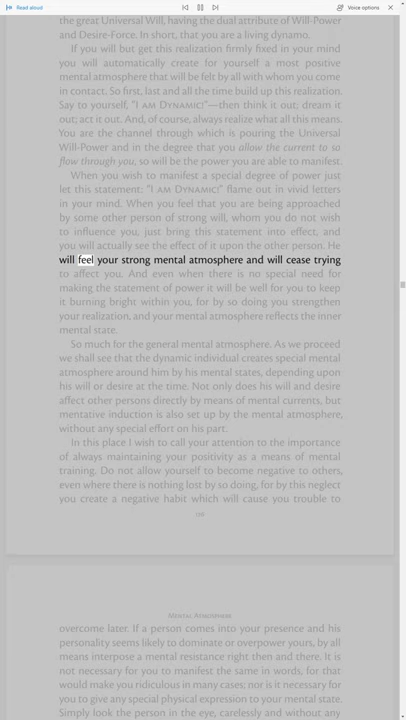 Read aloud
Voice options
the great Universal Will, having the dual attribute of Will-Power
and Desire-Force. In short, that you are a living dynamo.
If you will but get this realization firmly fixed in your mind
you will automatically create for yourself a most positive
mental atmosphere that will be felt by all with whom you come
in contact. So first, last and all the time build up this realization.
Say to yourself, "I AM DYNAMIC!"—then think it out; dream it
out; act it out. And, of course, always realize what all this means.
You are the channel through which is pouring the Universal
Will-Power and in the degree that you allow the current to so
flow through you, so will be the power you are able to manifest.
When you wish to manifest a special degree of power just
let this statement: "I AM DYNAMIC!" flame out in vivid letters
in your mind. When you feel that you are being approached
by some other person of strong will, whom you do not wish
to influence you, just bring this statement into effect, and
you will actually see the effect of it upon the other person. He
will feel your strong mental atmosphere and will cease trying
to affect you. And even when there is no special need for
making the statement of power it will be well for you to keep
it burning bright within you, for by so doing you strengthen
your realization, and your mental atmosphere reflects the inner
mental state.
So much for the general mental atmosphere. As we proceed
we shall see that the dynamic individual creates special mental
atmosphere around him by his mental states, depending upon
his will or desire at the time. Not only does his will and desire
affect other persons directly by means of mental currents, but
mentative induction is also set up by the mental atmosphere,
without any special effort on his part.
In this place I wish to call your attention to the importance
of always maintaining your positivity as a means of mental
training. Do not allow yourself to become negative to others,
even where there is nothing lost by so doing, for by this neglect
you create a negative habit which will cause you trouble to
MENTAL ATMOSPHERE
overcome later. If a person comes into your presence and his
personality seems likely to dominate or overpower yours, by all
means interpose a mental resistance right then and there. It is
not necessary for you to manifest the same in words, for that
would make you ridiculous in many cases; nor is it necessary for
you to give any special physical expression to your mental state.
Simply look the person in the eye, carelessly and without any